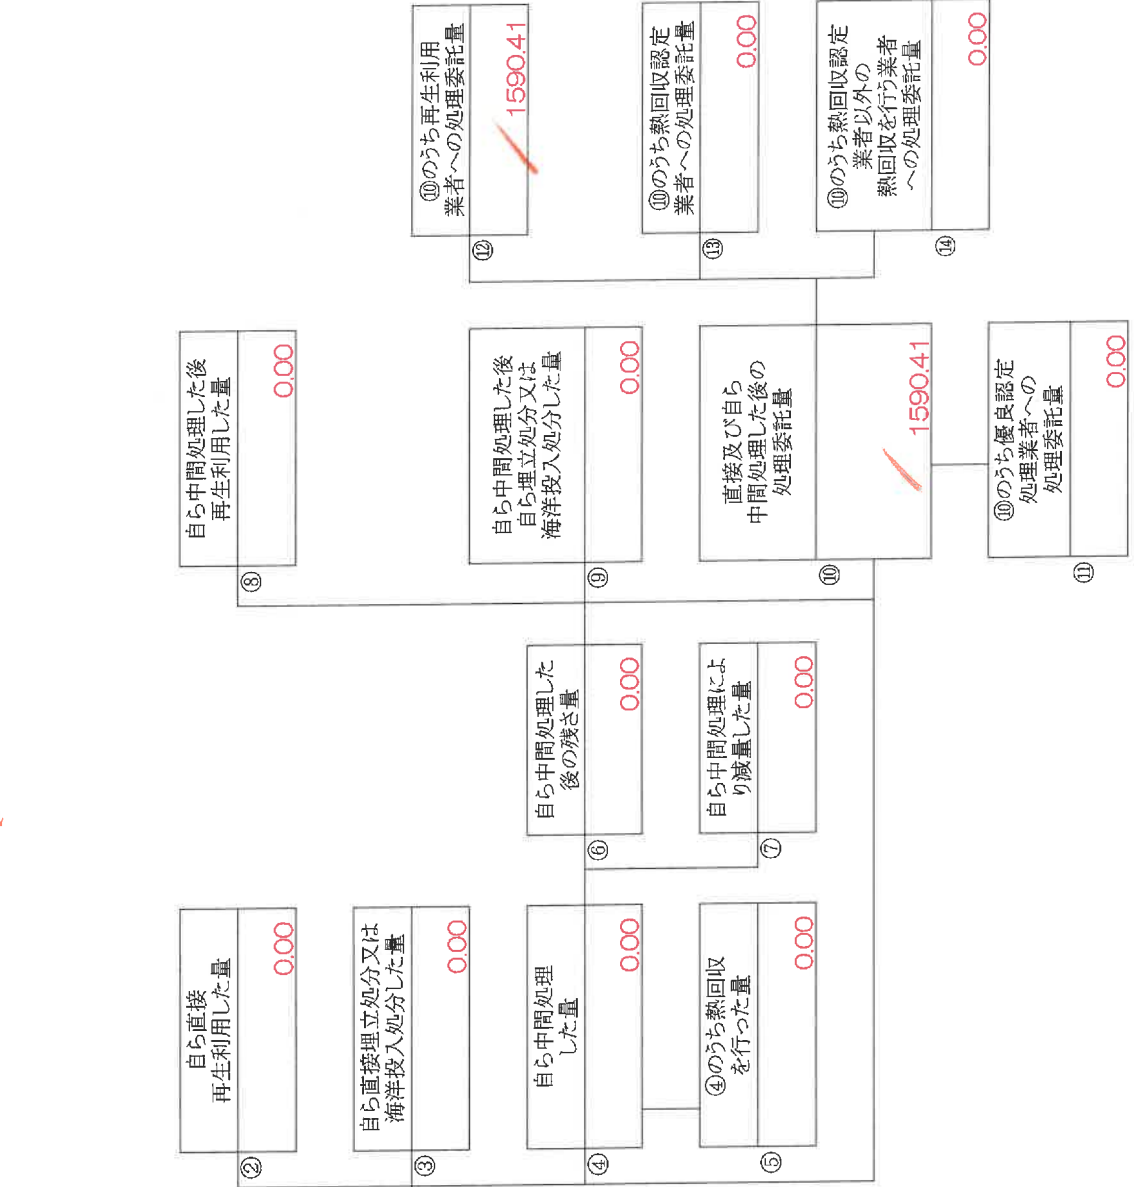 ②
自ら直接
再生利用した量
0.00
③
自ら直接埋立処分又は
海洋投入処分した量
0.00
④
自ら中間処理
した量
0.00
⑤
④のうち熱回収
を行った量
0.00
⑥
自ら中間処理した
後の残さ量
0.00
⑦
自ら中間処理によ
り減量した量
0.00
⑧
自ら中間処理した後
再生利用した量
0.00
⑨
自ら中間処理した後
自ら埋立処分又は
海洋投入処分した量
0.00
⑩
直接及び自ら
中間処理した後の
処理委託量
1590.41
⑪
⑩のうち優良認定
処理業者への
処理委託量
0.00
⑫
⑩のうち再生利用
業者への処理委託量
1590.41
⑬
⑩のうち熱回収認定
業者への処理委託量
0.00
⑭
⑩のうち熱回収認定
業者以外の
熱回収を行う業者
への処理委託量
0.00